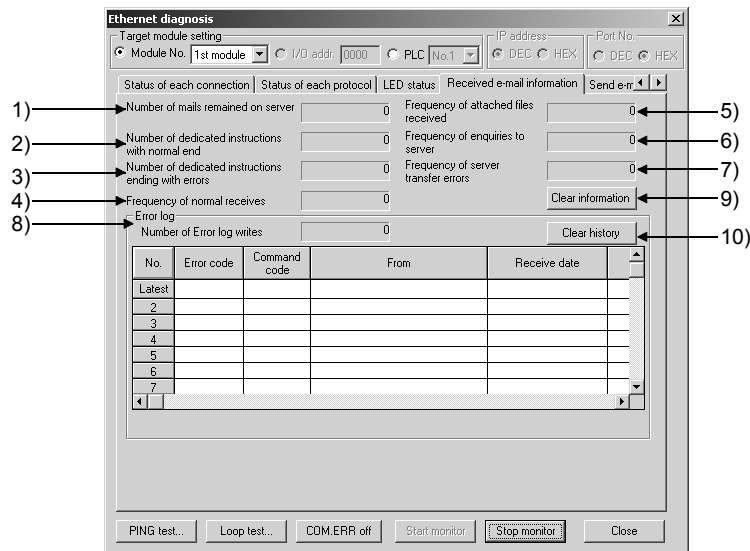 Ethernet diagnosis
Target module setting
Module No. 1st module I/O addr. 0000 PLC No.1
IP address
DEC HEX
Port No.
DEC HEX
Status of each connection Status of each protocol LED status Received e-mail information Send e-m
1) Number of mails remained on server 0
Frequency of attached files
received 0 5)
2) Number of dedicated instructions
with normal end 0
Frequency of enquiries to
server 0 6)
3) Number of dedicated instructions
ending with errors 0
Frequency of server
transfer errors 0 7)
4) Frequency of normal receives 0
Clear information 9)
8) Error log
Number of Error log writes 0
Clear history 10)
No. Error code Command
code From Receive date
Latest
2
3
4
5
6
7
PING test... Loop test... COM.ERR off Start monitor Stop monitor Close